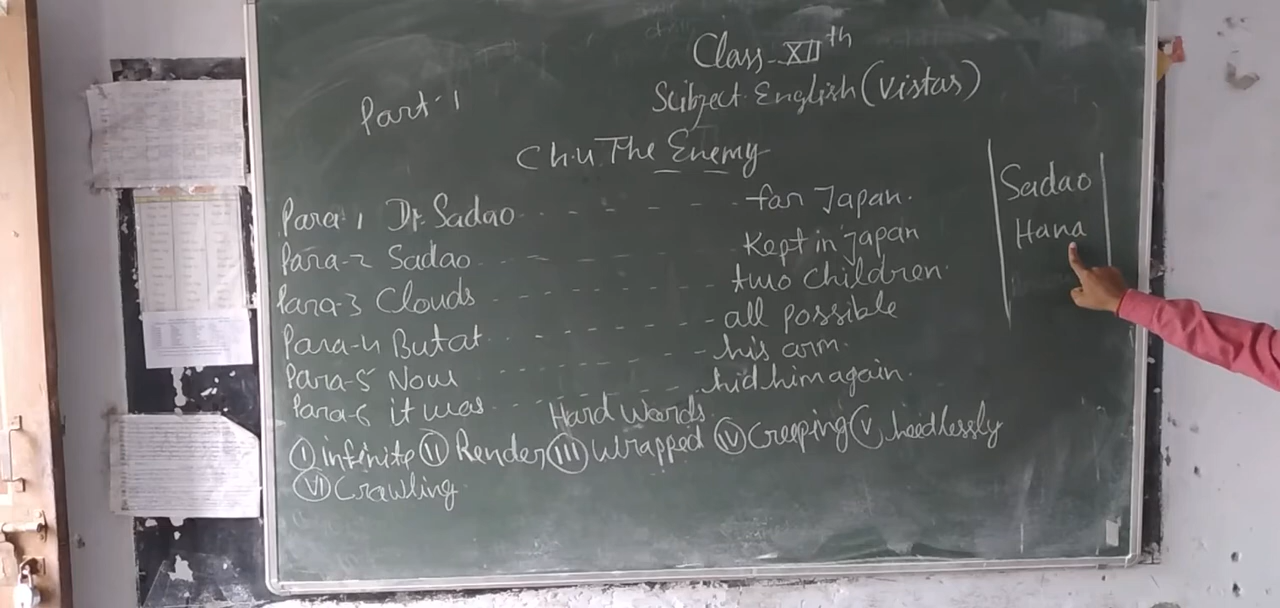 Class-XIIth
Part-1
Subject-English (Vistas)
Ch.4. The Enemy
Para-1 Dr. Sadao - - - - - - far Japan.
Para-2 Sadao - - - - - - Kept in Japan
Para-3 Clouds - - - - - - two children.
Para-4 But at - - - - - - all possible
Para-5 Now - - - - - - his arm.
Para-6 it was - - - - - - hid him again.
Sadao
Hana
Hard Words.
(I) infinite (II) Render (III) Wrapped (IV) Creeping (V) heedlessly
(VI) Crawling